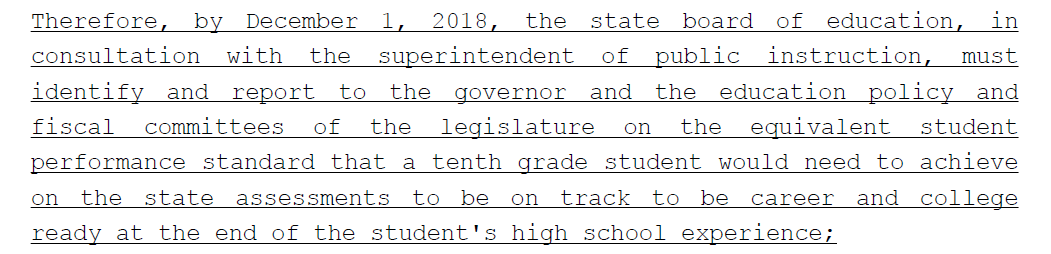 Therefore, by December 1, 2018, the state board of education, in
consultation with the superintendent of public instruction, must
identify and report to the governor and the education policy and
fiscal committees of the legislature on the equivalent student
performance standard that a tenth grade student would need to achieve
on the state assessments to be on track to be career and college
ready at the end of the student's high school experience;